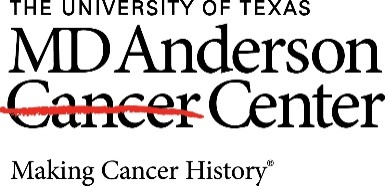 THE UNIVERSITY OF TEXAS
MD Anderson
Cancer Center
Making Cancer History®